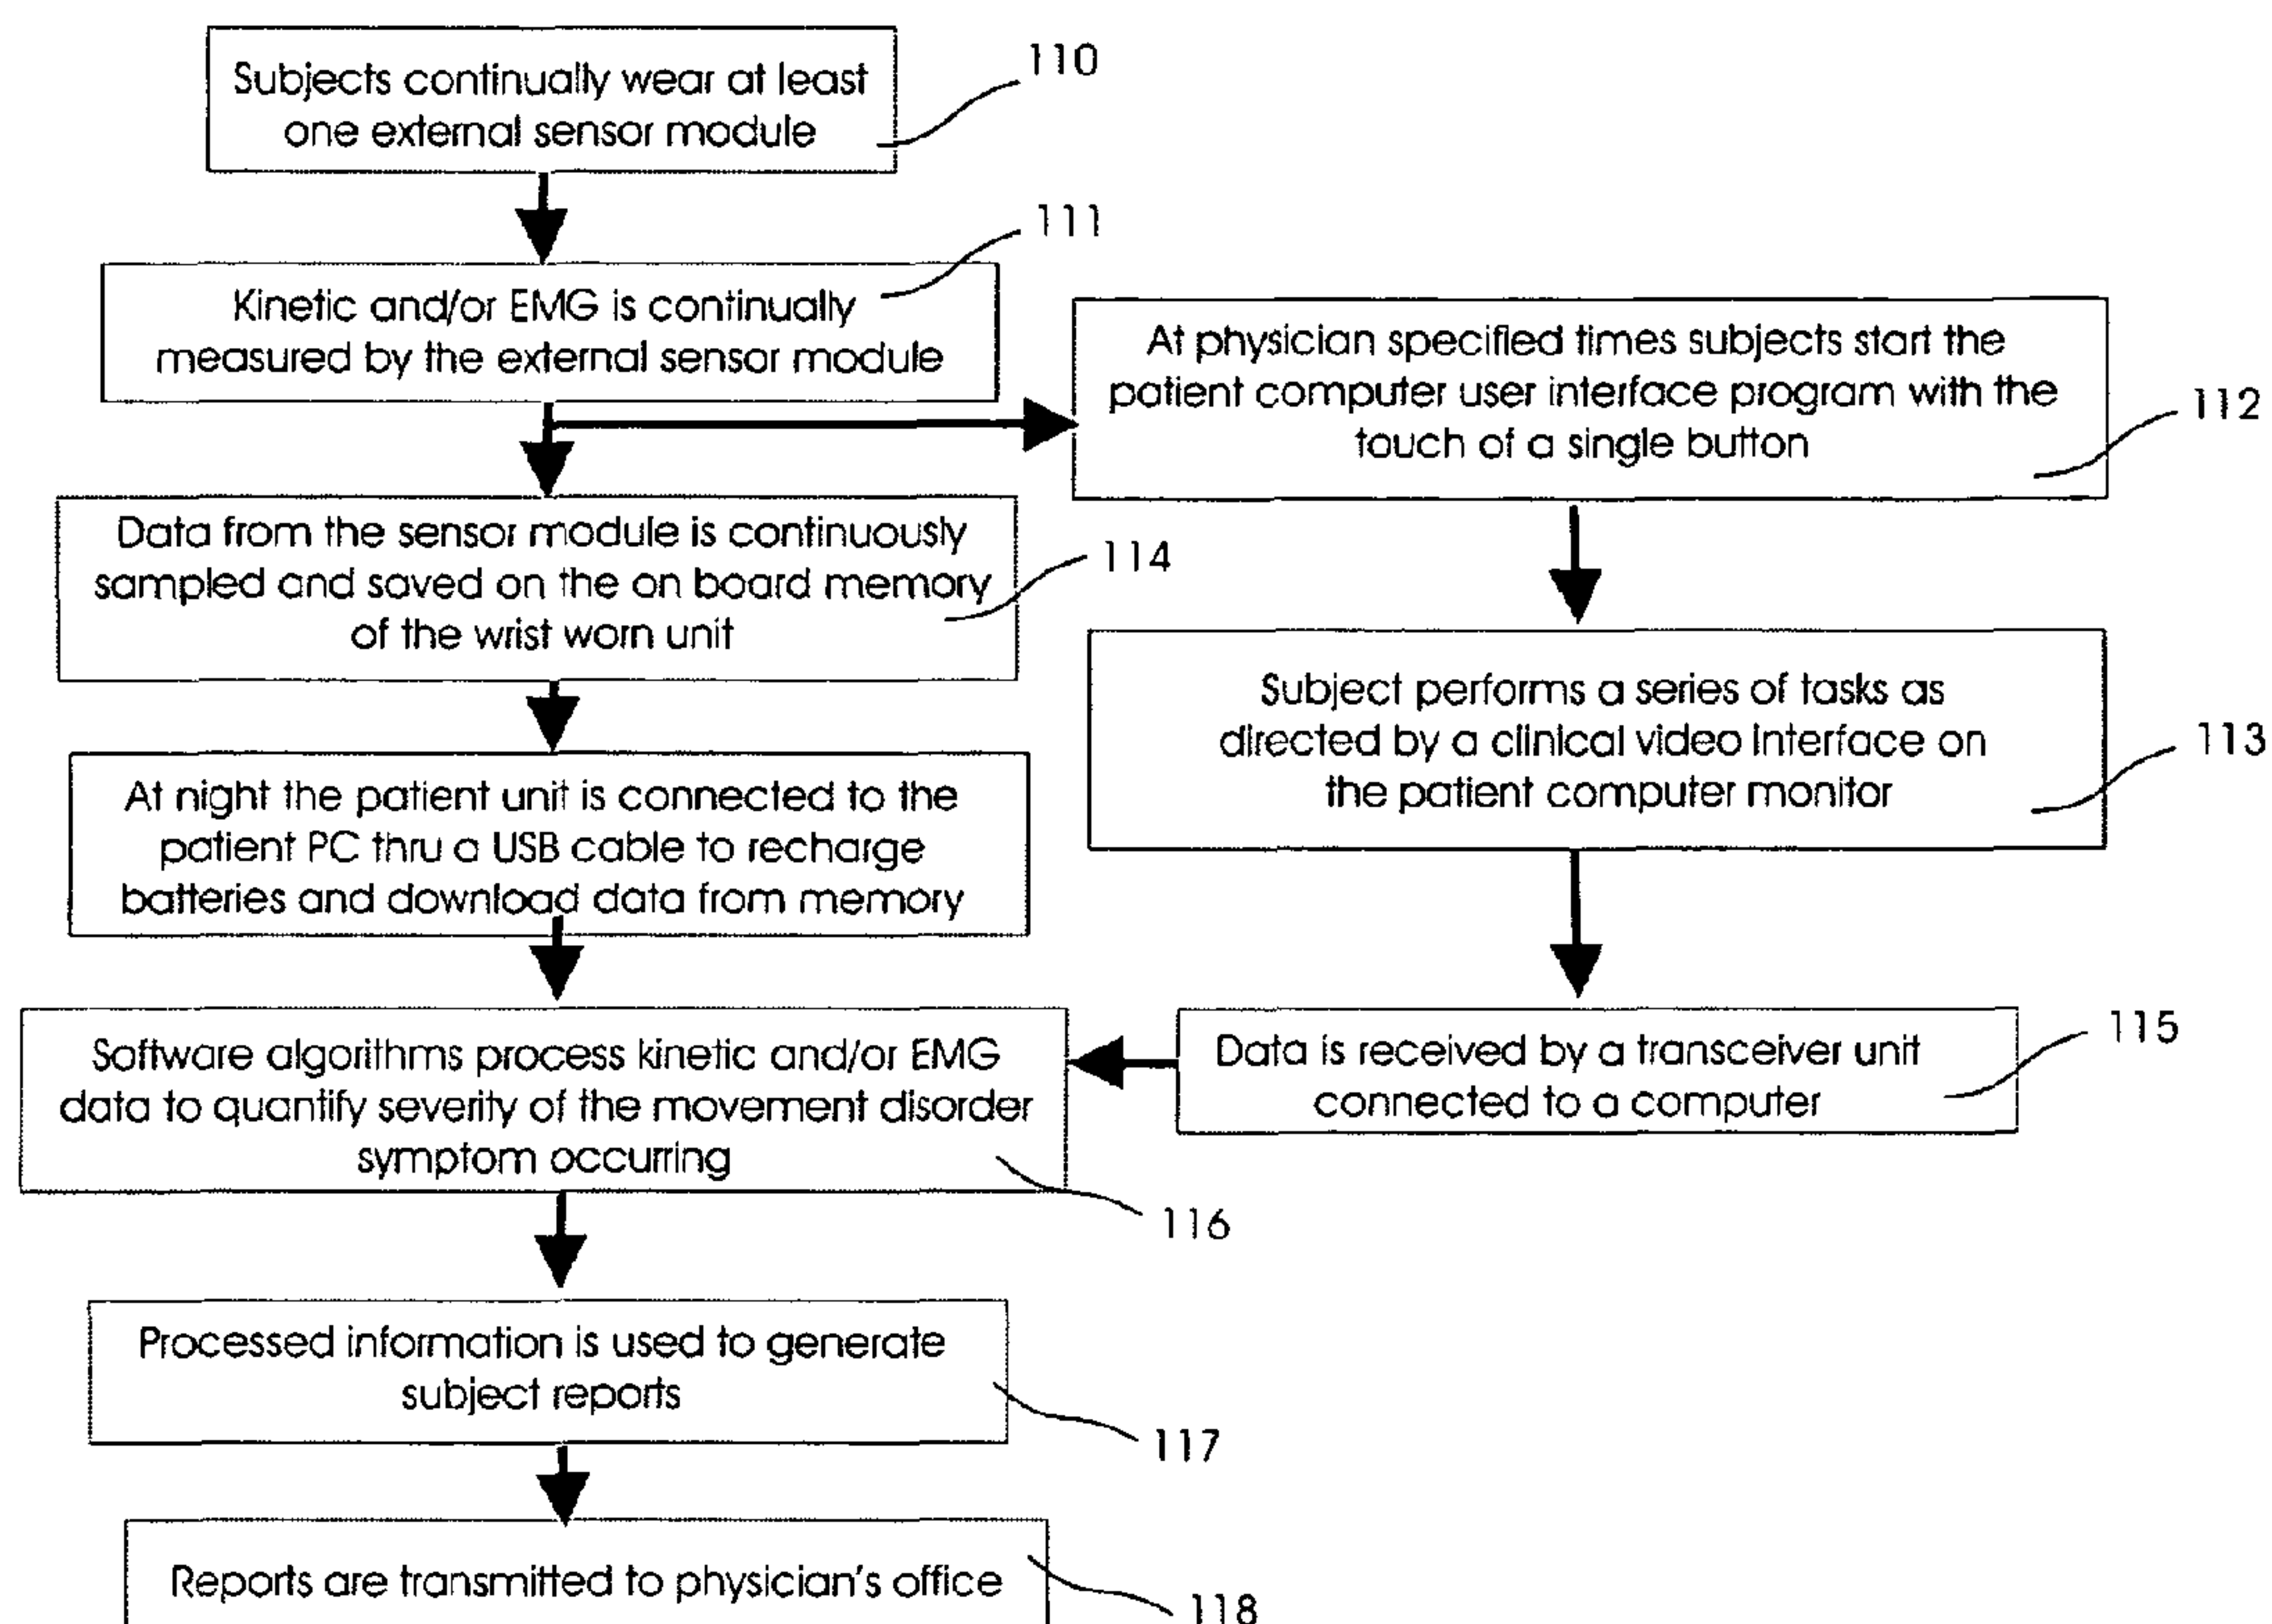 Subjects continually wear at least
one external sensor module
110
Kinetic and/or EMG is continually
measured by the external sensor module
111
At physician specified times subjects start the
patient computer user interface program with the
touch of a single button
112
Data from the sensor module is continuously
sampled and saved on the on board memory
of the wrist worn unit
114
Subject performs a series of tasks as
directed by a clinical video interface on
the patient computer monitor
113
At night the patient unit is connected to the
patient PC thru a USB cable to recharge
batteries and download data from memory
Software algorithms process kinetic and/or EMG
data to quantify severity of the movement disorder
symptom occurring
116
Data is received by a transceiver unit
connected to a computer
115
Processed information is used to generate
subject reports
117
Reports are transmitted to physician's office
118